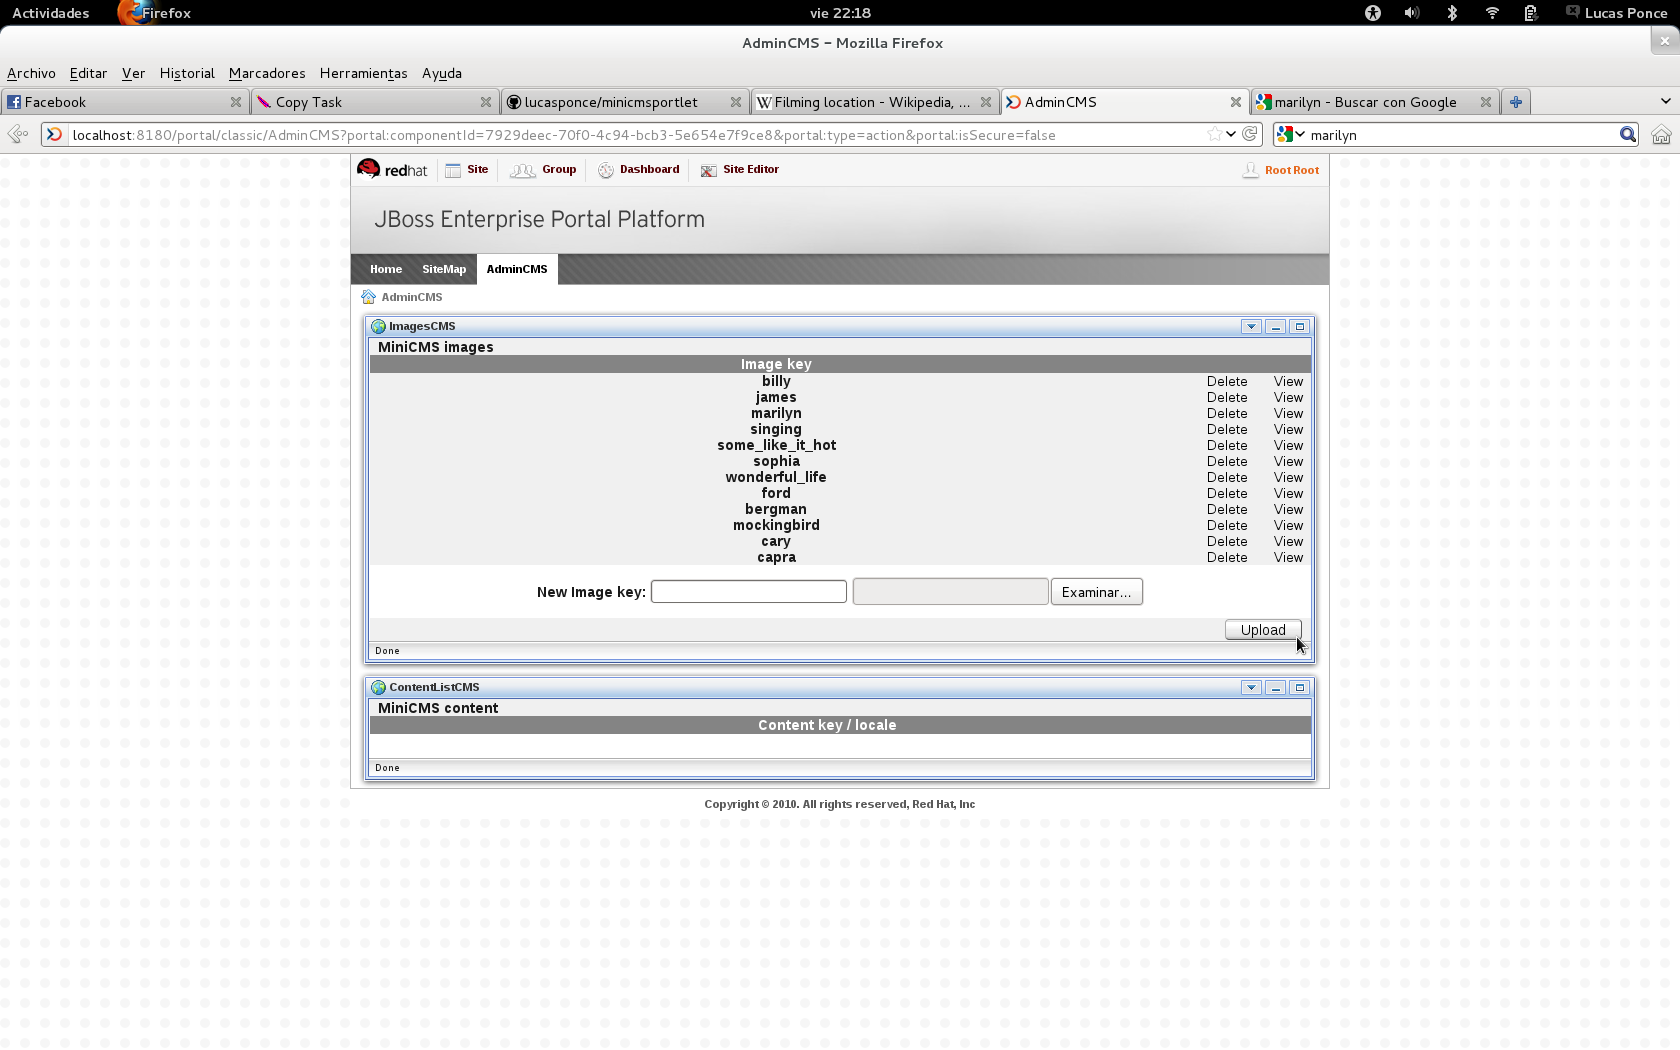 Actividades Firefox vie 22:18 Lucas Ponce
AdminCMS – Mozilla Firefox
Archivo Editar Ver Historial Marcadores Herramientas Ayuda
Facebook Copy Task lucasponce/minicmsportlet Filming location - Wikipedia, ... AdminCMS marilyn - Buscar con Google
localhost:8180/portal/classic/AdminCMS?portal:componentId=7929deec-70f0-4c94-bcb3-5e654e7f9ce8&portal:type=action&portal:isSecure=false marilyn
redhat Site Group Dashboard Site Editor Root Root
JBoss Enterprise Portal Platform
Home SiteMap AdminCMS
AdminCMS
ImagesCMS
MiniCMS images
Image key
billy Delete View
james Delete View
marilyn Delete View
singing Delete View
some_like_it_hot Delete View
sophia Delete View
wonderful_life Delete View
ford Delete View
bergman Delete View
mockingbird Delete View
cary Delete View
capra Delete View
New Image key: Examinar...
Upload
Done
ContentListCMS
MiniCMS content
Content key / locale
Done
Copyright © 2010. All rights reserved, Red Hat, Inc